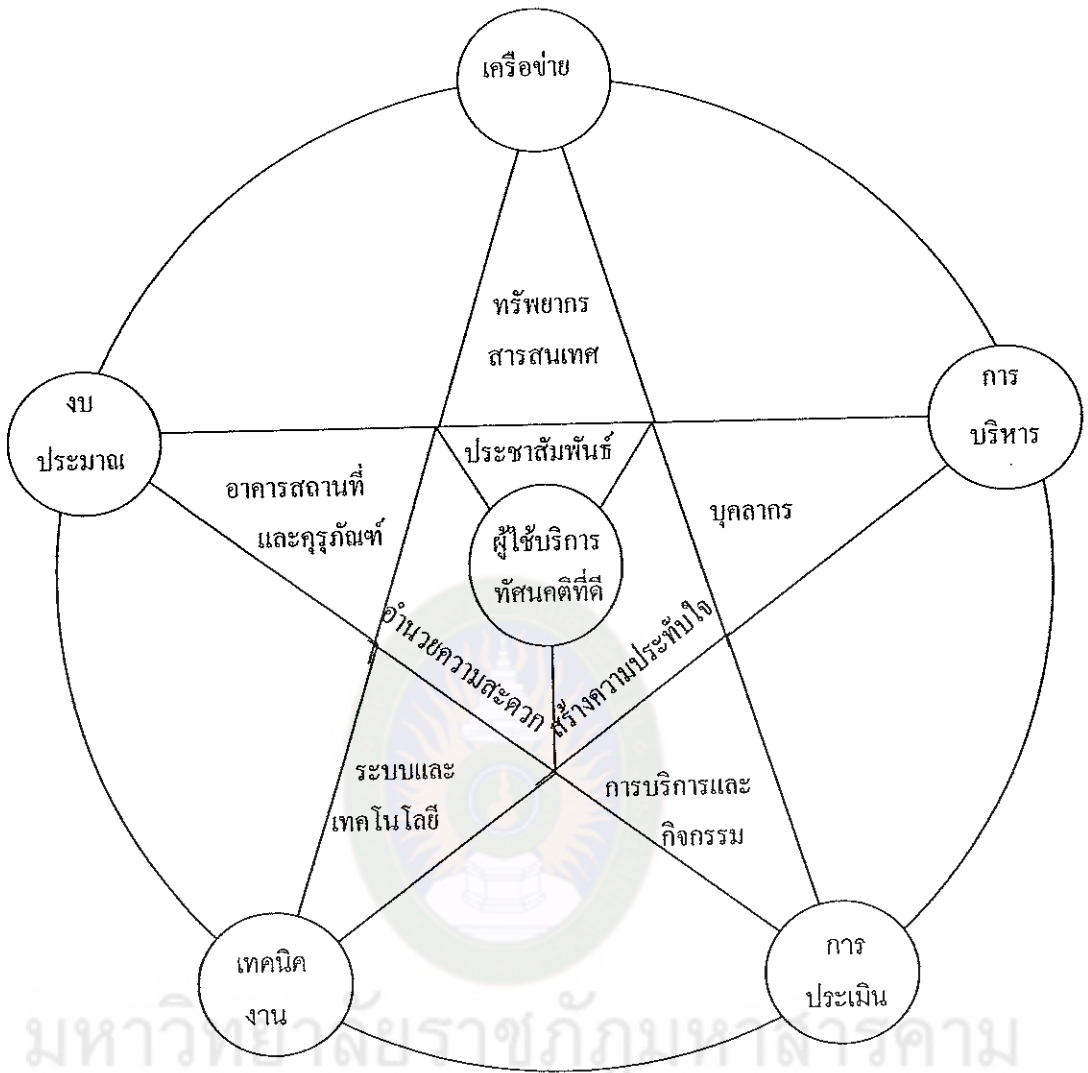 เครือข่าย
ทรัพยากร
สารสนเทศ
การ
บริหาร
งบ
ประมาณ
ประชาสัมพันธ์
อาคารสถานที่
และคุรุภัณฑ์
บุคลากร
ผู้ใช้บริการ
ทัศนคติที่ดี
อำนวยความสะดวก
สร้างความประทับใจ
ระบบและ
เทคโนโลยี
การบริการและ
กิจกรรม
เทคนิค
งาน
การ
ประเมิน
มหาวิทยาลัยราชภัฏมหาสารคาม